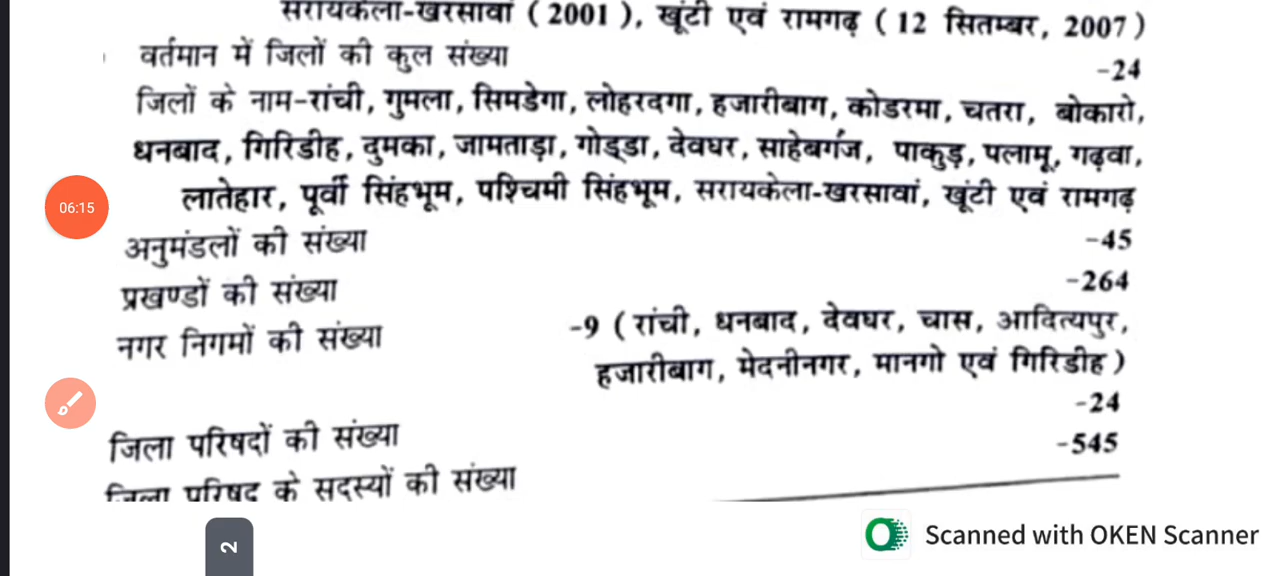 सरायकेला-खरसावां ( 2001 ), खूंटी एवं रामगढ़ ( 12 सितम्बर, 2007 )
वर्तमान में जिलों की कुल संख्या -24
जिलों के नाम-रांची, गुमला, सिमडेगा, लोहरदगा, हजारीबाग, कोडरमा, चतरा, बोकारो,
धनबाद, गिरिडीह, दुमका, जामताड़ा, गोड्डा, देवघर, साहेबगंज, पाकुड़, पलामू, गढ़वा,
लातेहार, पूर्वी सिंहभूम, पश्चिमी सिंहभूम, सरायकेला-खरसावां, खूंटी एवं रामगढ़
06:15
अनुमंडलों की संख्या -45
प्रखण्डों की संख्या -264
नगर निगमों की संख्या -9 ( रांची, धनबाद, देवघर, चास, आदित्यपुर,
हजारीबाग, मेदनीनगर, मानगो एवं गिरिडीह )
जिला परिषदों की संख्या -24
जिला परिषद के सदस्यों की संख्या -545
2
Scanned with OKEN Scanner